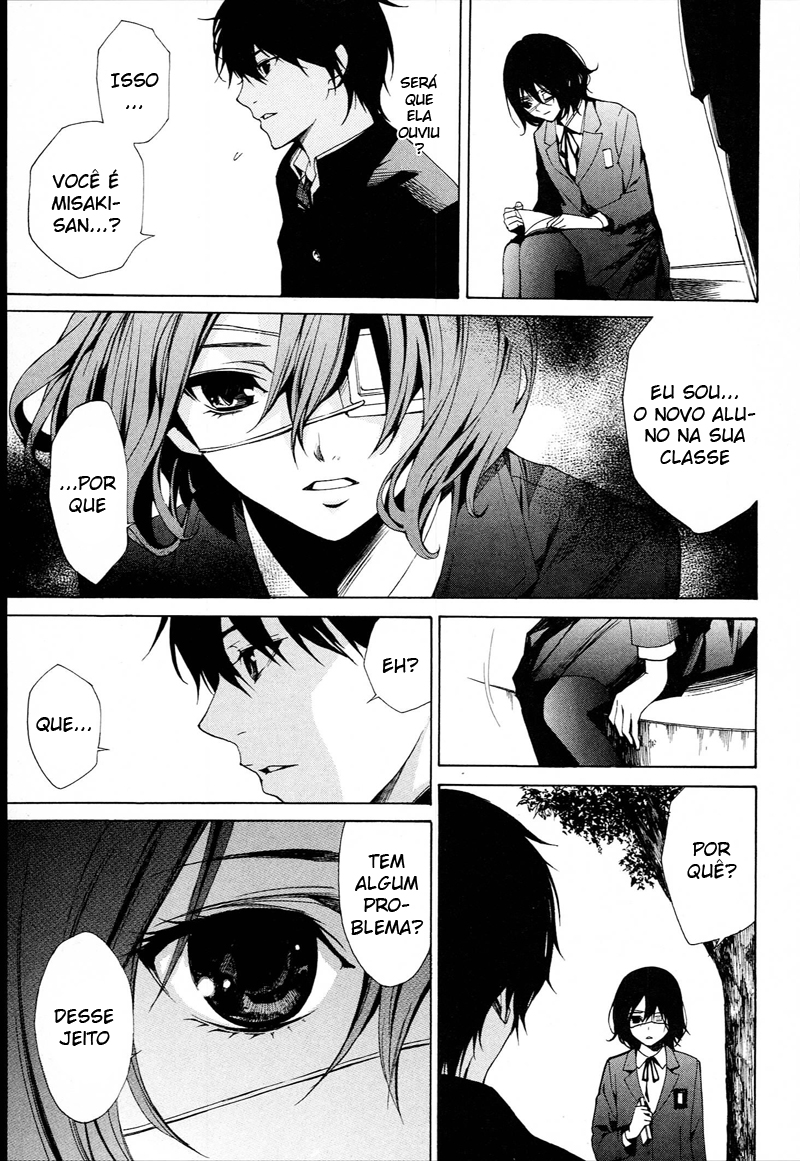 SERÁ
QUE
ELA
OUVIU
?
ISSO
...
VOCÊ É
MISAKI-
SAN...?
EU SOU...
O NOVO ALU-
NO NA SUA
CLASSE
...POR
QUE
EH?
QUE...
POR
QUÊ?
TEM
ALGUM
PRO-
BLEMA?
DESSE
JEITO